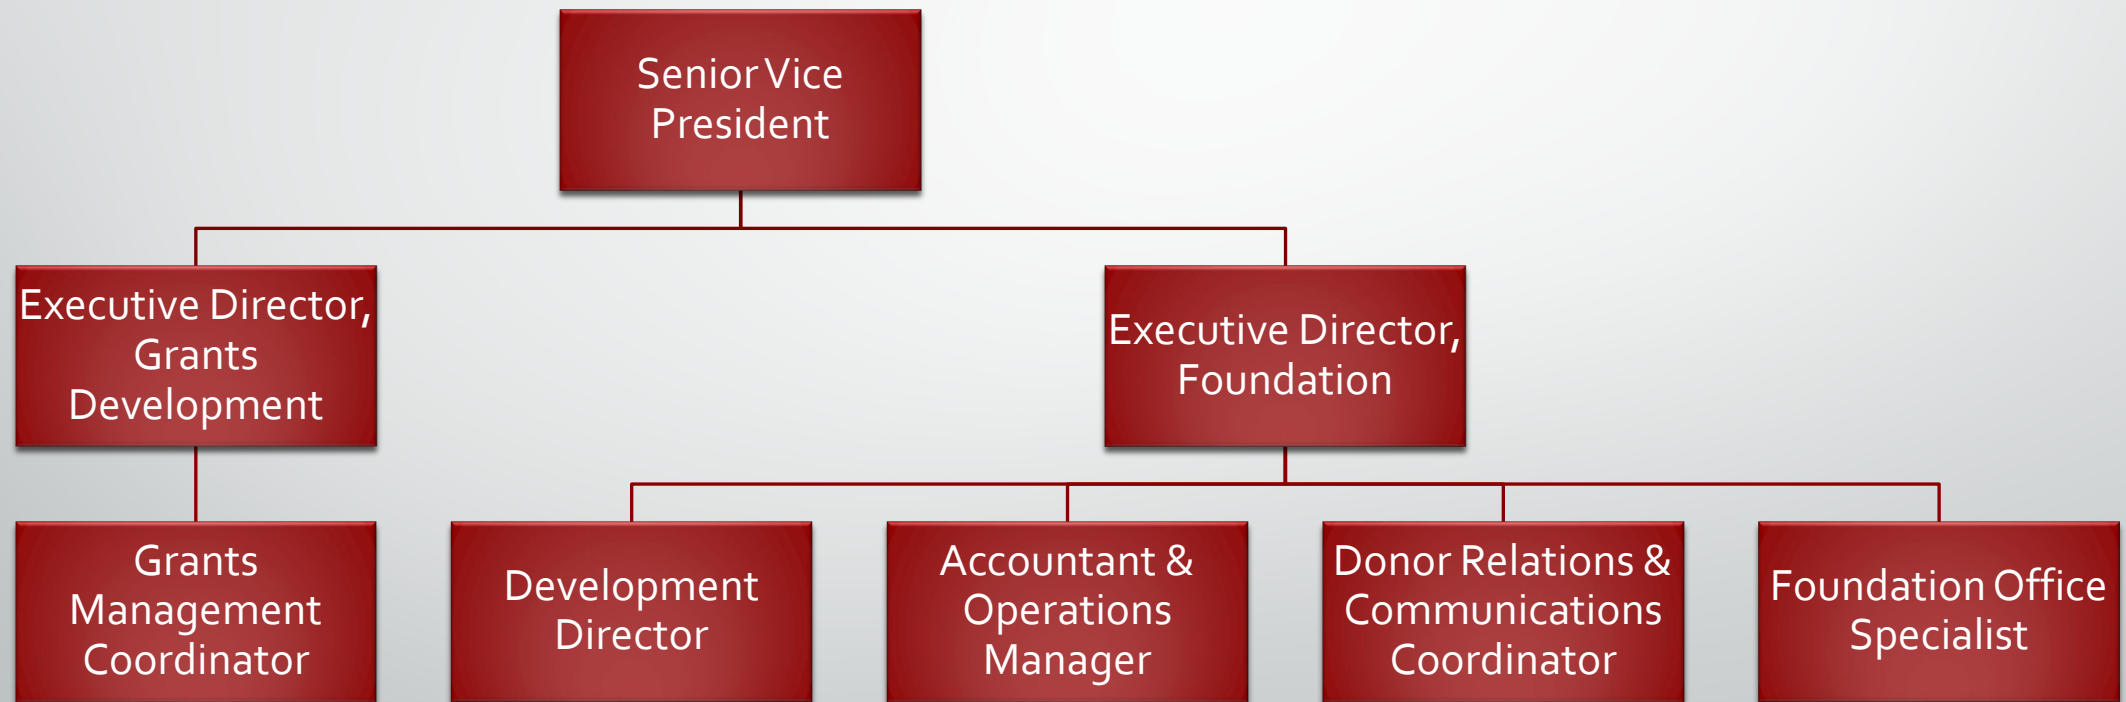 Senior Vice
President
Executive Director,
Grants
Development
Executive Director,
Foundation
Grants
Management
Coordinator
Development
Director
Accountant &
Operations
Manager
Donor Relations &
Communications
Coordinator
Foundation Office
Specialist